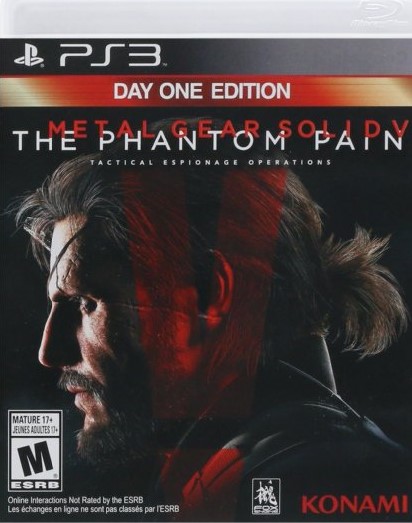 PS3
DAY ONE EDITION
METAL GEAR SOLID V
THE PHANTOM PAIN
TACTICAL ESPIONAGE OPERATIONS
MATURE 17+
JEUNES ADULTES 17+
M
ESRB
Online Interactions Not Rated by the ESRB
Les échanges en ligne ne sont pas classés par l'ESRB
FOX
KONAMI